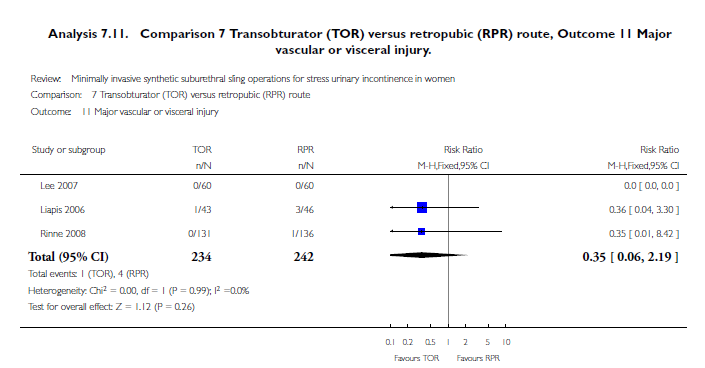 Analysis 7.11. Comparison 7 Transobturator (TOR) versus retropubic (RPR) route, Outcome 11 Major
vascular or visceral injury.
Review: Minimally invasive synthetic suburethral sling operations for stress urinary incontinence in women
Comparison: 7 Transobturator (TOR) versus retropubic (RPR) route
Outcome: 11 Major vascular or visceral injury
Study or subgroup TOR RPR Risk Ratio Risk Ratio
n/N n/N M-H,Fixed,95% CI M-H,Fixed,95% CI
Lee 2007 0/60 0/60 0.0 [ 0.0, 0.0 ]
Liapis 2006 1/43 3/46 0.36 [ 0.04, 3.30 ]
Rinne 2008 0/131 1/136 0.35 [ 0.01, 8.42 ]
Total (95% CI) 234 242 0.35 [ 0.06, 2.19 ]
Total events: 1 (TOR), 4 (RPR)
Heterogeneity: Chi² = 0.00, df = 1 (P = 0.99); I² =0.0%
Test for overall effect: Z = 1.12 (P = 0.26)
0.1 0.2 0.5 1 2 5 10
Favours TOR Favours RPR